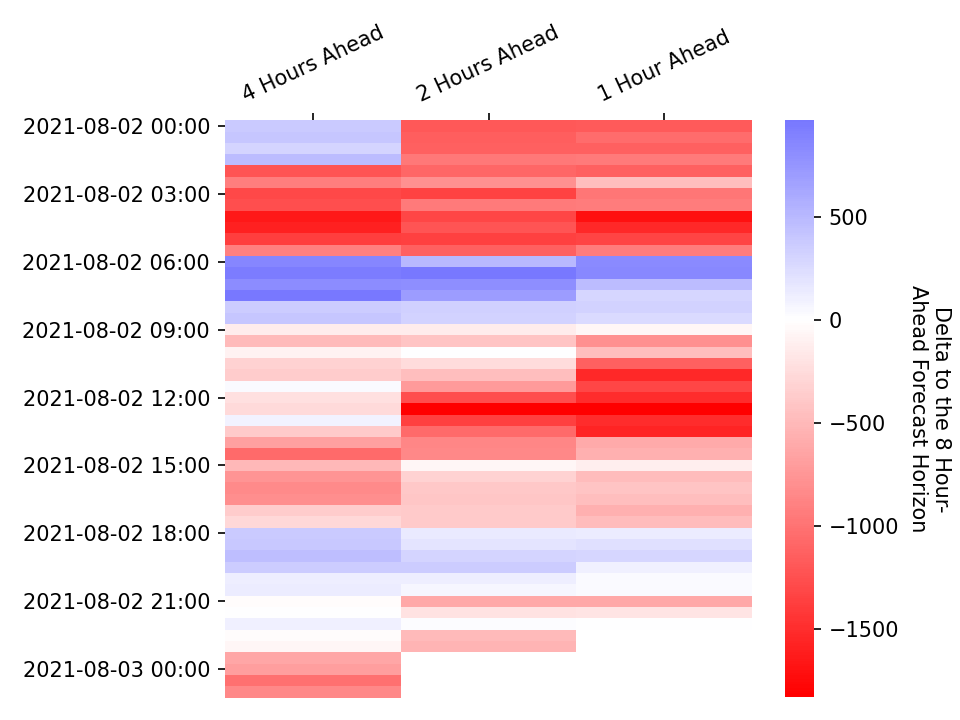 4 Hours Ahead
2 Hours Ahead
1 Hour Ahead
2021-08-02 00:00
2021-08-02 03:00
2021-08-02 06:00
2021-08-02 09:00
2021-08-02 12:00
2021-08-02 15:00
2021-08-02 18:00
2021-08-02 21:00
2021-08-03 00:00
500
0
−500
−1000
−1500
Delta to the 8 Hour-
Ahead Forecast Horizon